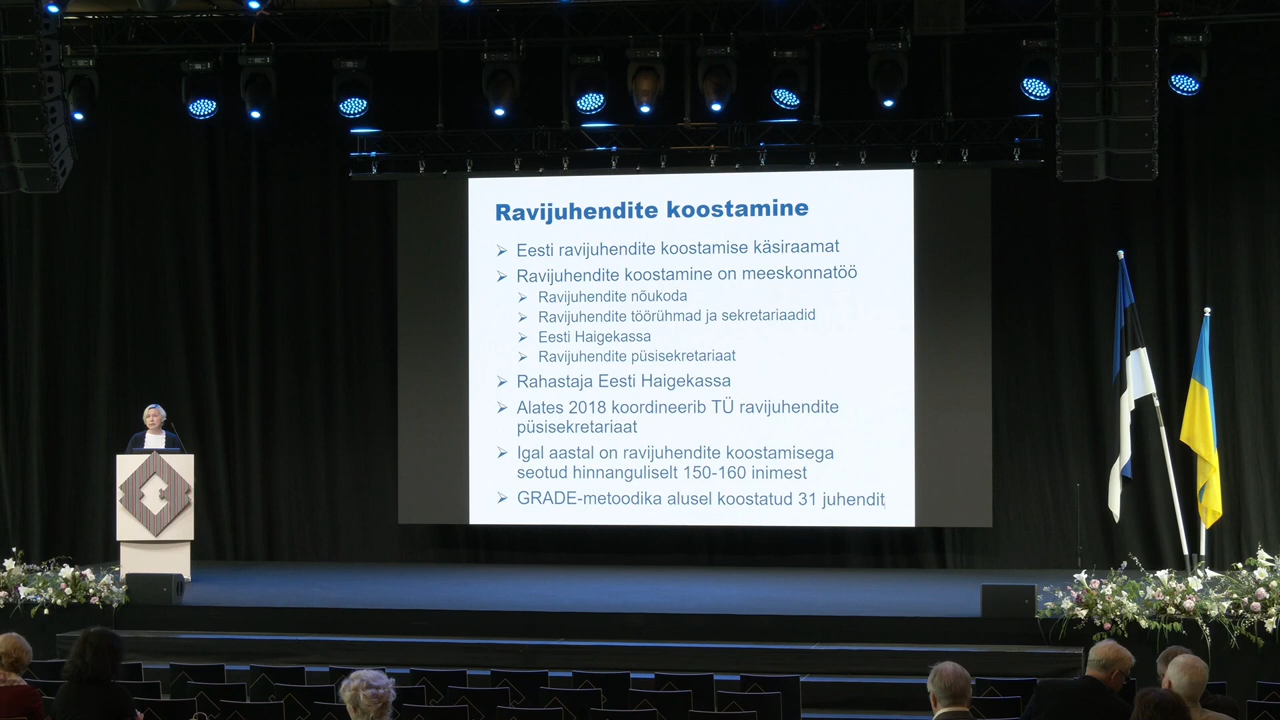 Ravijuhendite koostamine
Eesti ravijuhendite koostamise käsiraamat
Ravijuhendite koostamine on meeskonnatöö
Ravijuhendite nõukoda
Ravijuhendite töörühmad ja sekretariaadid
Eesti Haigekassa
Ravijuhendite püsisekretariaat
Rahastaja Eesti Haigekassa
Alates 2018 koordineerib TÜ ravijuhendite
püsisekretariaat
Igal aastal on ravijuhendite koostamisega
seotud hinnanguliselt 150-160 inimest
GRADE-metoodika alusel koostatud 31 juhendit